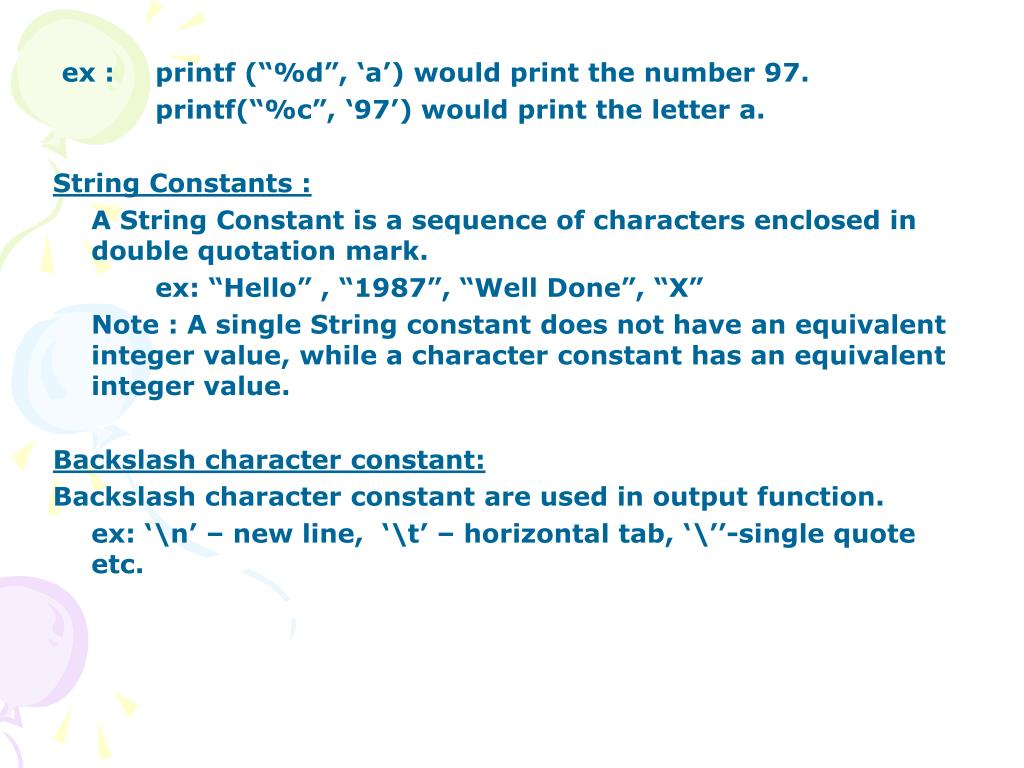 ex : printf (“%d”, ‘a’) would print the number 97.
printf(“%c”, ‘97’) would print the letter a.
String Constants :
A String Constant is a sequence of characters enclosed in
double quotation mark.
ex: “Hello” , “1987”, “Well Done”, “X”
Note : A single String constant does not have an equivalent
integer value, while a character constant has an equivalent
integer value.
Backslash character constant:
Backslash character constant are used in output function.
ex: ‘\n’ – new line, ‘\t’ – horizontal tab, ‘\’’-single quote
etc.